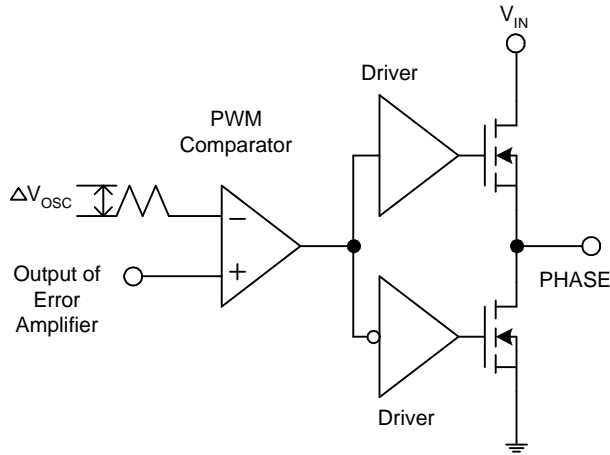 V_IN
Driver
PWM
Comparator
ΔV_OSC
−
+
Output of
Error
Amplifier
PHASE
Driver